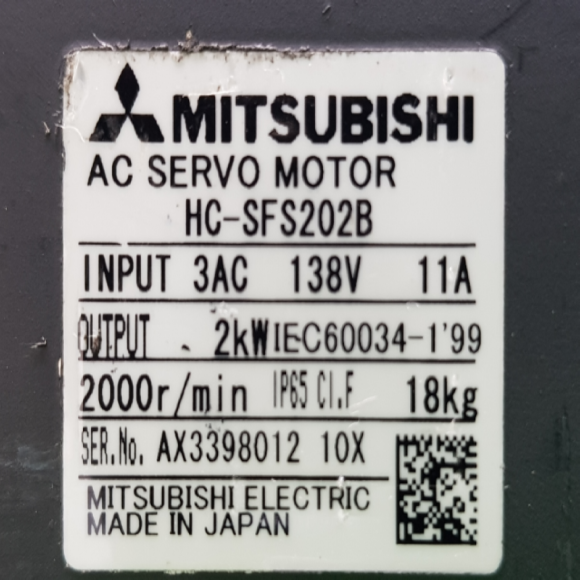 MITSUBISHI
AC SERVO MOTOR
HC-SFS202B
INPUT 3AC 138V 11A
OUTPUT 2kW IEC60034-1'99
2000r/min IP65 CI.F 18kg
SER.No. AX3398012 10X
MITSUBISHI ELECTRIC
MADE IN JAPAN